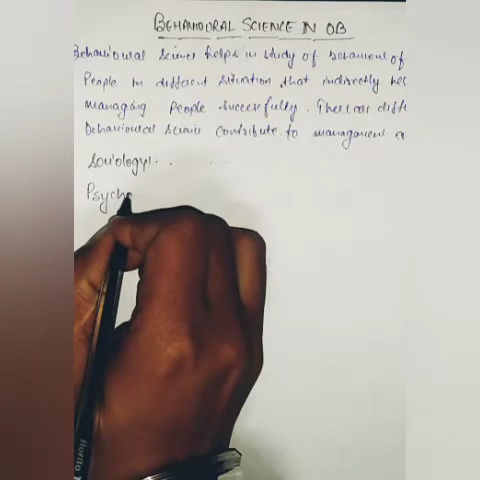 BEHAVIOURAL SCIENCE IN OB
Behavioural science helps in study of behaviour of
People in different situation, that indirectly hel
managing People successfully. There are diff
Behavioural science contribute to management a
Sociology:- . .
Psycho